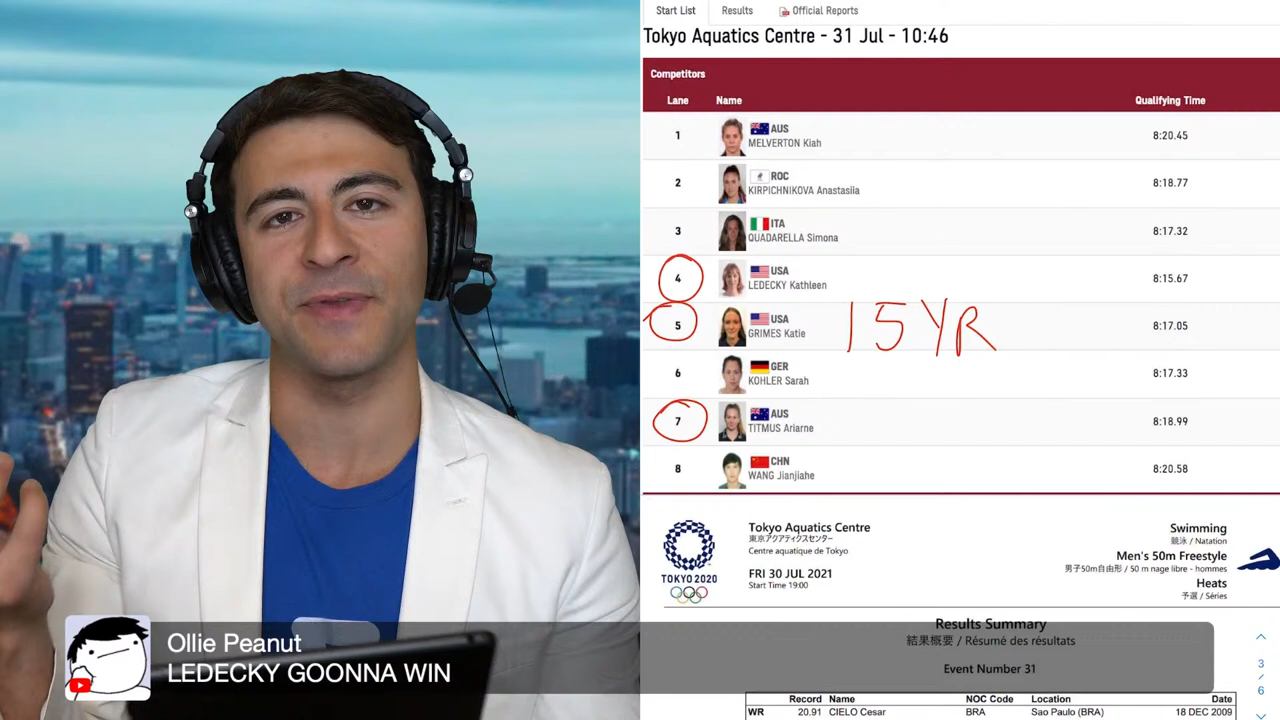 Start List Results Official Reports
Tokyo Aquatics Centre - 31 Jul - 10:46
Competitors
Lane Name Qualifying Time
1 AUS 8:20.45
MELVERTON Kiah
2 ROC 8:18.77
KIRPICHNIKOVA Anastasiia
3 ITA 8:17.32
QUADARELLA Simona
4 USA 8:15.67
LEDECKY Kathleen
5 USA 15 YR 8:17.05
GRIMES Katie
6 GER 8:17.33
KOHLER Sarah
7 AUS 8:18.99
TITMUS Ariarne
8 CHN 8:20.58
WANG Jianjiahe
TOKYO 2020
Tokyo Aquatics Centre
東京アクアティクスセンター
Centre aquatique de Tokyo
FRI 30 JUL 2021
Start Time 19:00
Swimming
競泳 / Natation
Men's 50m Freestyle
男子50m自由形 / 50 m nage libre - hommes
Heats
予選 / Séries
Results Summary
結果概要 / Résumé des résultats
Event Number 31
Record Name NOC Code Location Date
WR 20.91 CIELO Cesar BRA Sao Paulo (BRA) 18 DEC 2009
3
/
6
Ollie Peanut
LEDECKY GOONNA WIN